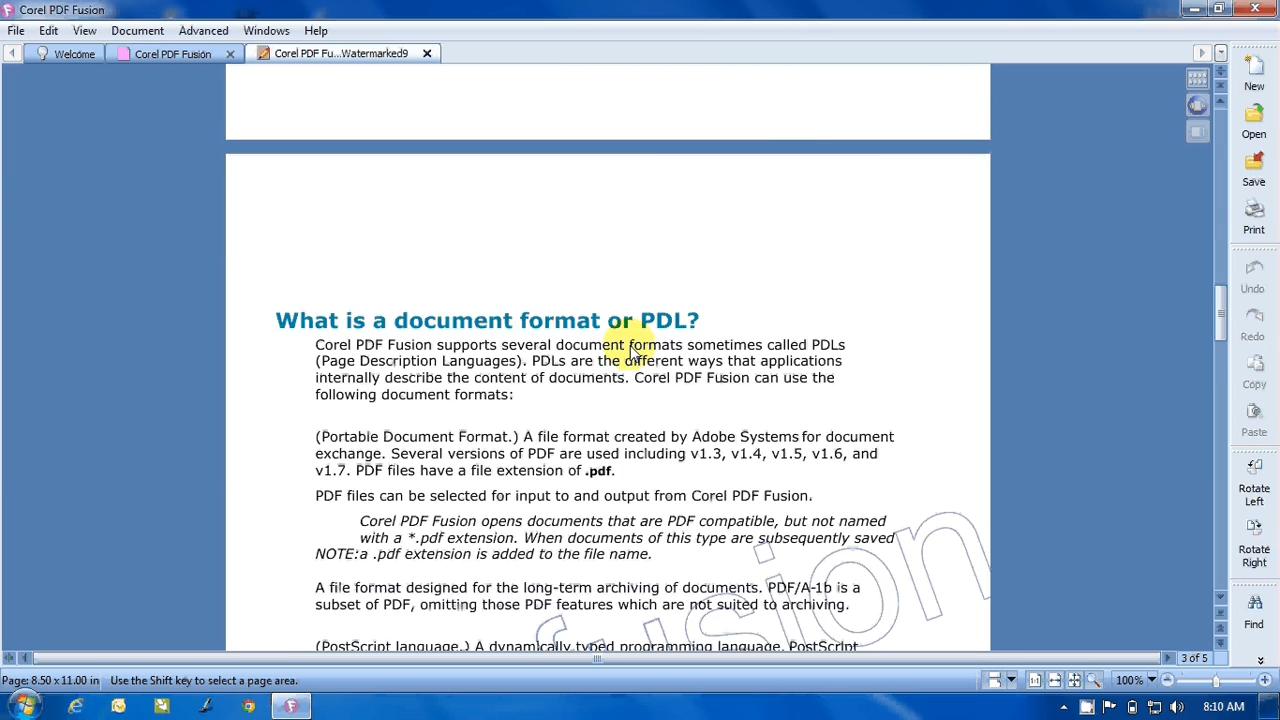 Corel PDF Fusion
File Edit View Document Advanced Windows Help
Welcome Corel PDF Fusion Corel PDF Fu...Watermarked9
New
Open
Save
Print
Undo
Redo
Copy
Paste
Rotate Left
Rotate Right
Find
What is a document format or PDL?
Corel PDF Fusion supports several document formats sometimes called PDLs
(Page Description Languages). PDLs are the different ways that applications
internally describe the content of documents. Corel PDF Fusion can use the
following document formats:
(Portable Document Format.) A file format created by Adobe Systems for document
exchange. Several versions of PDF are used including v1.3, v1.4, v1.5, v1.6, and
v1.7. PDF files have a file extension of .pdf.
PDF files can be selected for input to and output from Corel PDF Fusion.
Corel PDF Fusion opens documents that are PDF compatible, but not named
with a *.pdf extension. When documents of this type are subsequently saved
NOTE:a .pdf extension is added to the file name.
A file format designed for the long-term archiving of documents. PDF/A-1b is a
subset of PDF, omitting those PDF features which are not suited to archiving.
(PostScript language.) A dynamically typed programming language. PostScript
fusion
3 of 5
Page: 8.50 x 11.00 in Use the Shift key to select a page area.
1:1
100%
8:10 AM